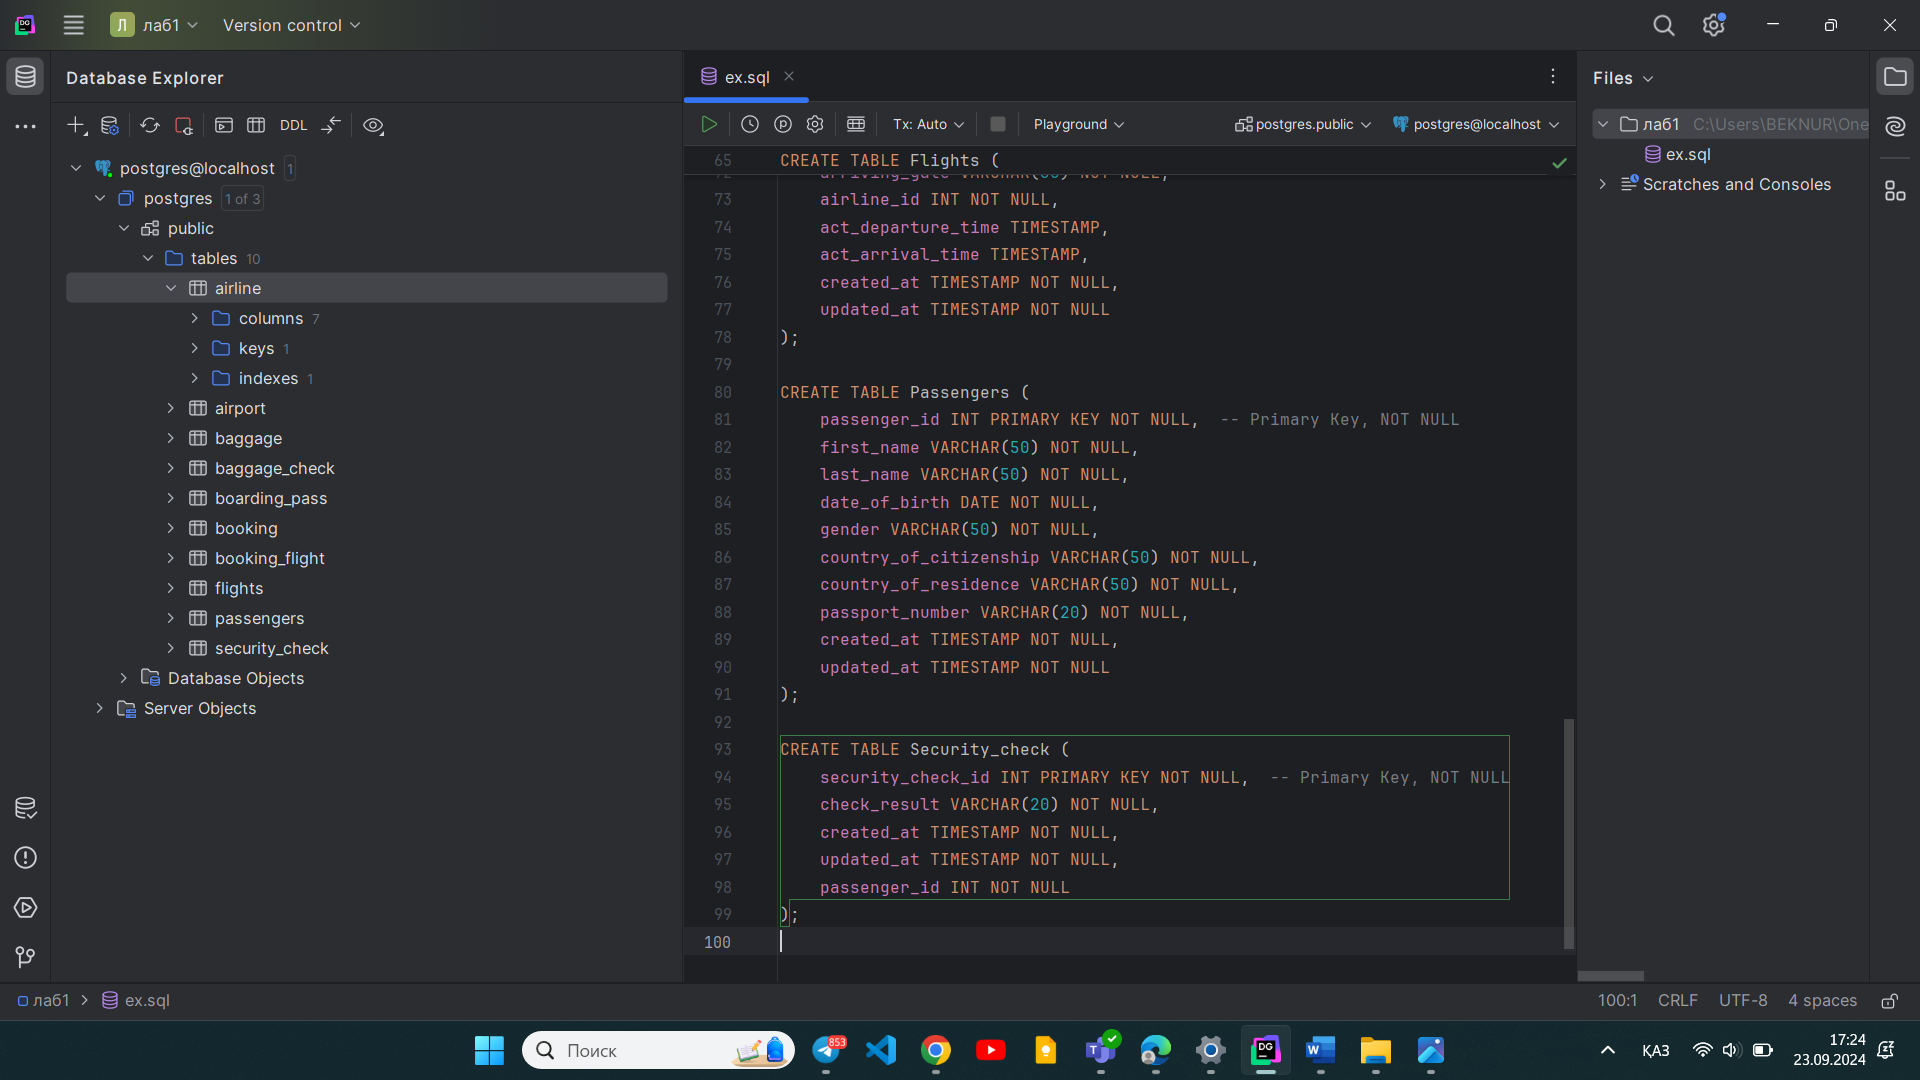 DG
Л лаб1
Version control
Database Explorer
DDL
postgres@localhost 1
postgres 1 of 3
public
tables 10
airline
columns 7
keys 1
indexes 1
airport
baggage
baggage_check
boarding_pass
booking
booking_flight
flights
passengers
security_check
Database Objects
Server Objects
ex.sql
Tx: Auto
Playground
postgres.public
postgres@localhost
65 CREATE TABLE Flights (
73 airline_id INT NOT NULL,
74 act_departure_time TIMESTAMP,
75 act_arrival_time TIMESTAMP,
76 created_at TIMESTAMP NOT NULL,
77 updated_at TIMESTAMP NOT NULL
78 );
79
80 CREATE TABLE Passengers (
81 passenger_id INT PRIMARY KEY NOT NULL,  -- Primary Key, NOT NULL
82 first_name VARCHAR(50) NOT NULL,
83 last_name VARCHAR(50) NOT NULL,
84 date_of_birth DATE NOT NULL,
85 gender VARCHAR(50) NOT NULL,
86 country_of_citizenship VARCHAR(50) NOT NULL,
87 country_of_residence VARCHAR(50) NOT NULL,
88 passport_number VARCHAR(20) NOT NULL,
89 created_at TIMESTAMP NOT NULL,
90 updated_at TIMESTAMP NOT NULL
91 );
92
93 CREATE TABLE Security_check (
94 security_check_id INT PRIMARY KEY NOT NULL,  -- Primary Key, NOT NULL
95 check_result VARCHAR(20) NOT NULL,
96 created_at TIMESTAMP NOT NULL,
97 updated_at TIMESTAMP NOT NULL,
98 passenger_id INT NOT NULL
99 );
100
Files
лаб1 C:\Users\BEKNUR\One
ex.sql
Scratches and Consoles
лаб1 > ex.sql
100:1 CRLF UTF-8 4 spaces
Поиск
853
DG
ҚАЗ
17:24
23.09.2024